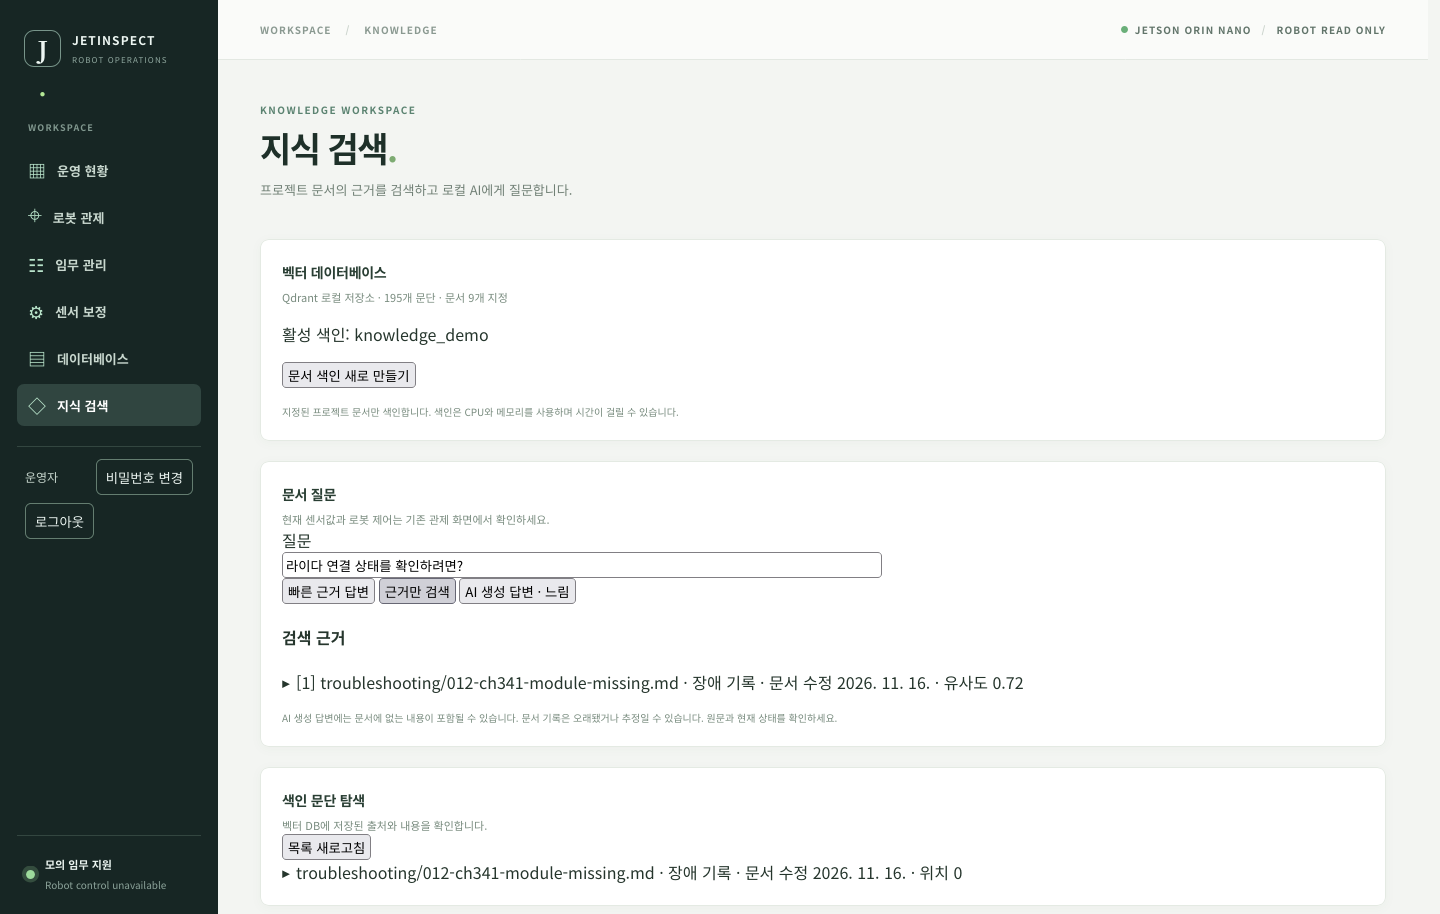 J
JETINSPECT
ROBOT OPERATIONS
WORKSPACE
운영 현황
로봇 관제
임무 관리
센서 보정
데이터베이스
지식 검색
운영자
비밀번호 변경
로그아웃
모의 임무 지원
Robot control unavailable
WORKSPACE / KNOWLEDGE
JETSON ORIN NANO / ROBOT READ ONLY
KNOWLEDGE WORKSPACE
지식 검색.
프로젝트 문서의 근거를 검색하고 로컬 AI에게 질문합니다.
벡터 데이터베이스
Qdrant 로컬 저장소 · 195개 문단 · 문서 9개 지정
활성 색인: knowledge_demo
문서 색인 새로 만들기
지정된 프로젝트 문서만 색인합니다. 색인은 CPU와 메모리를 사용하며 시간이 걸릴 수 있습니다.
문서 질문
현재 센서값과 로봇 제어는 기존 관제 화면에서 확인하세요.
질문
라이다 연결 상태를 확인하려면?
빠른 근거 답변 근거만 검색 AI 생성 답변 · 느림
검색 근거
▸ [1] troubleshooting/012-ch341-module-missing.md · 장애 기록 · 문서 수정 2026. 11. 16. · 유사도 0.72
AI 생성 답변에는 문서에 없는 내용이 포함될 수 있습니다. 문서 기록은 오래됐거나 추정일 수 있습니다. 원문과 현재 상태를 확인하세요.
색인 문단 탐색
벡터 DB에 저장된 출처와 내용을 확인합니다.
목록 새로고침
▸ troubleshooting/012-ch341-module-missing.md · 장애 기록 · 문서 수정 2026. 11. 16. · 위치 0